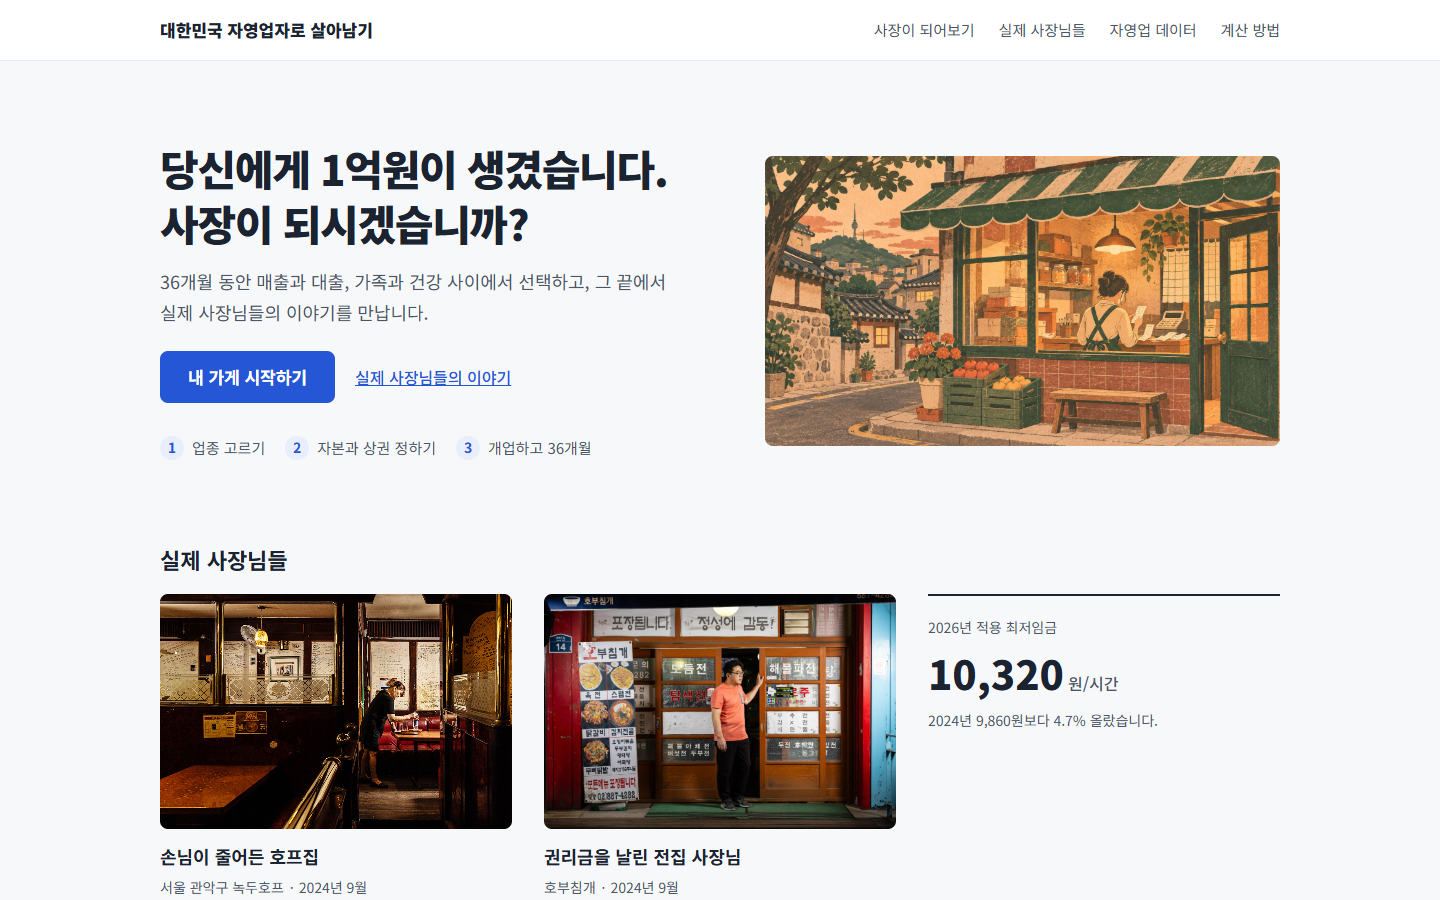 대한민국 자영업자로 살아남기
사장이 되어보기 실제 사장님들 자영업 데이터 계산 방법
당신에게 1억원이 생겼습니다.
사장이 되시겠습니까?
36개월 동안 매출과 대출, 가족과 건강 사이에서 선택하고, 그 끝에서
실제 사장님들의 이야기를 만납니다.
내 가게 시작하기 실제 사장님들의 이야기
1 업종 고르기 2 자본과 상권 정하기 3 개업하고 36개월
실제 사장님들
호부침개
포장됩니다 정성에 감동!
14
부침개
모듬전 해물파전
02 887-4282
2026년 적용 최저임금
10,320 원/시간
2024년 9,860원보다 4.7% 올랐습니다.
손님이 줄어든 호프집
서울 관악구 녹두호프 · 2024년 9월
권리금을 날린 전집 사장님
호부침개 · 2024년 9월